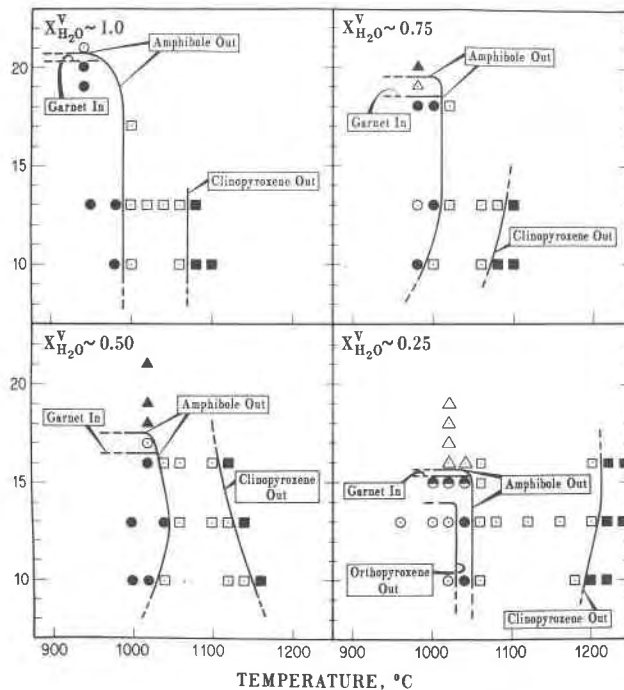 X^V_H2O ~ 1.0
Amphibole Out
20
Garnet In
15
Clinopyroxene Out
10
X^V_H2O ~ 0.75
Amphibole Out
Garnet In
Clinopyroxene Out
X^V_H2O ~ 0.50
20
Amphibole Out
Garnet In
15
Clinopyroxene
Out
10
900 1000 1100 1200
X^V_H2O ~ 0.25
Garnet In
Amphibole Out
Orthopyroxene
Out
Clinopyroxene Out
900 1000 1100 1200
TEMPERATURE, °C